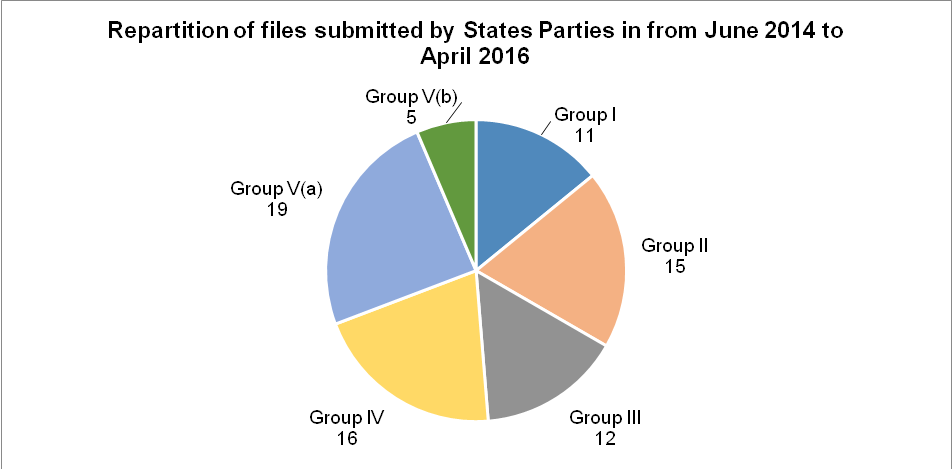 Repartition of files submitted by States Parties in from June 2014 to
April 2016
Group V(b)
5
Group I
11
Group V(a)
19
Group II
15
Group IV
16
Group III
12